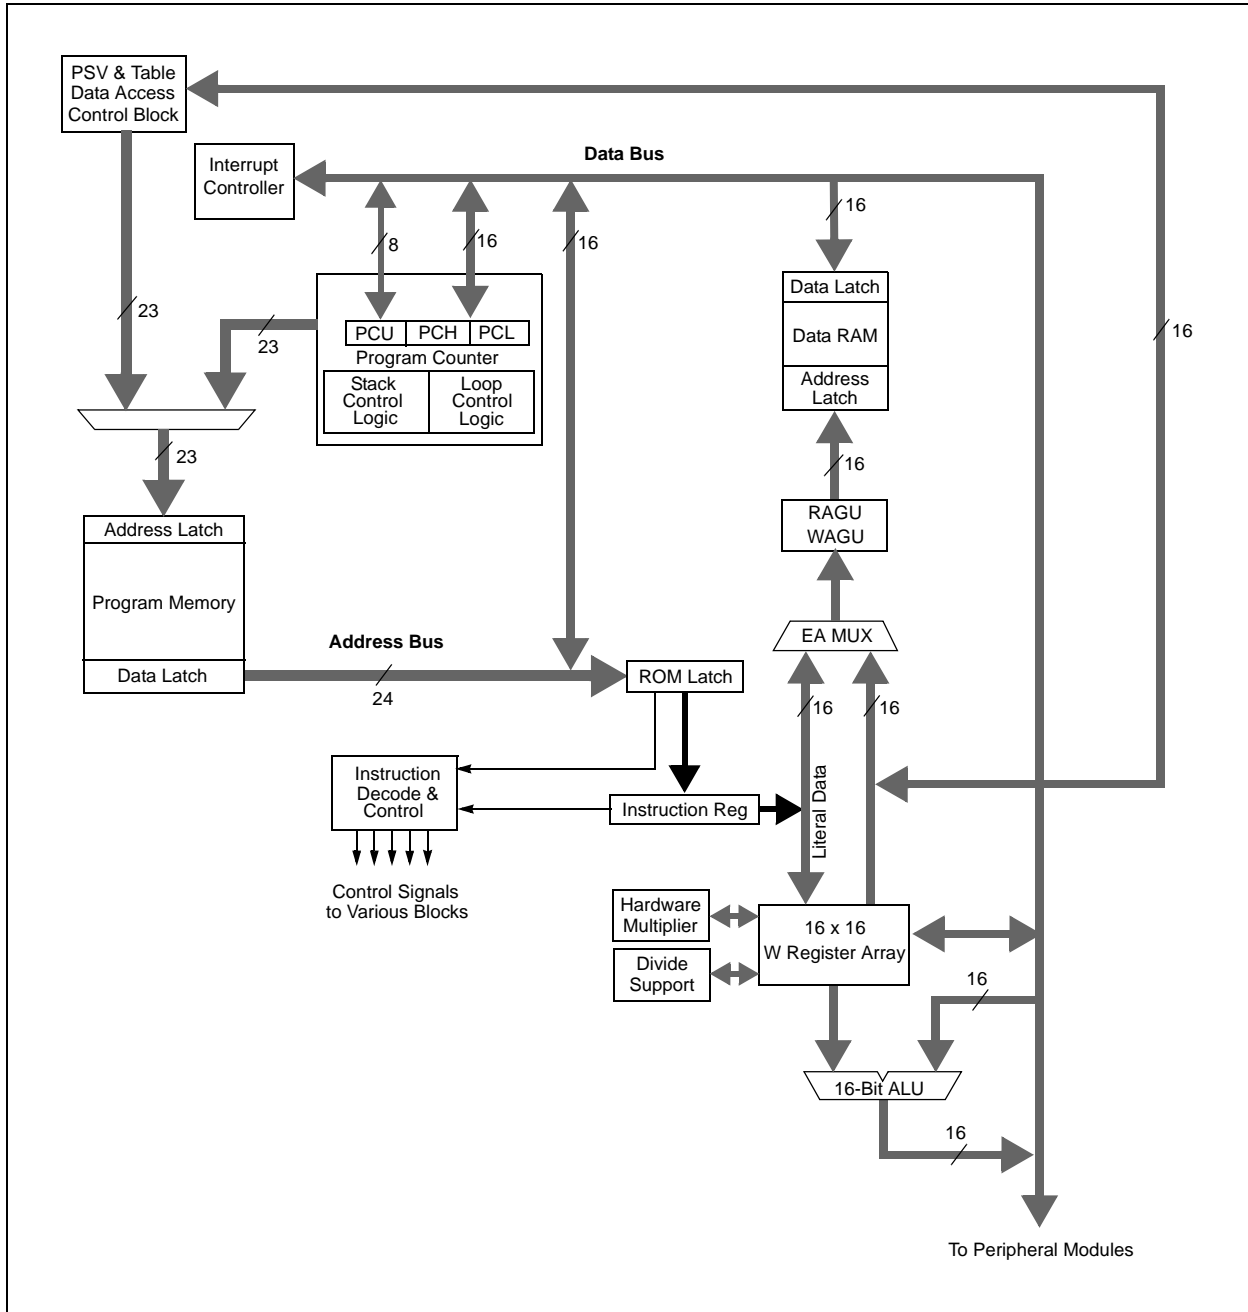 PSV & Table
Data Access
Control Block
Data Bus
Interrupt
Controller
16
8
16
16
16
23
23
PCU
PCH
PCL
Program Counter
Stack
Control
Logic
Loop
Control
Logic
Data Latch
Data RAM
Address
Latch
23
16
RAGU
WAGU
Address Latch
Program Memory
Data Latch
Address Bus
24
EA MUX
ROM Latch
16
16
Instruction
Decode &
Control
Instruction Reg
Literal Data
Control Signals
to Various Blocks
Hardware
Multiplier
16 x 16
W Register Array
Divide
Support
16
16-Bit ALU
16
To Peripheral Modules